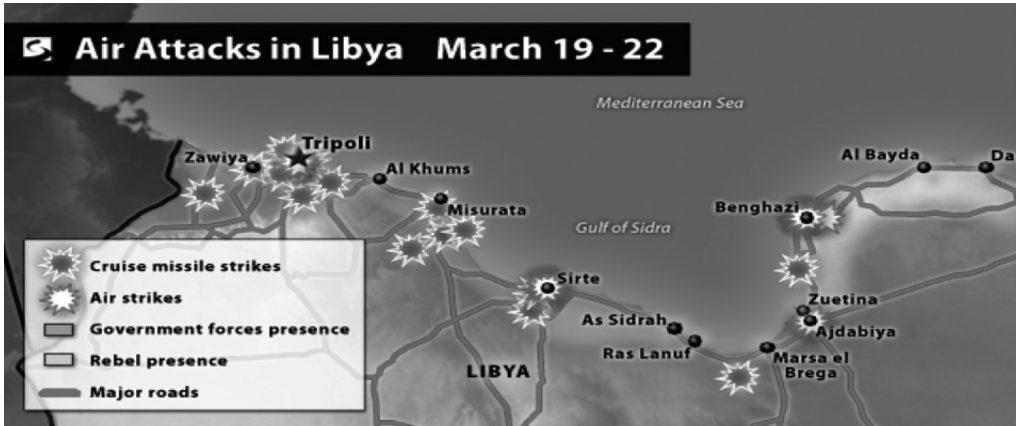 Air Attacks in Libya March 19 - 22
Mediterranean Sea
Tripoli
Zawiya
Al Khums
Al Bayda
Da
Misurata
Benghazi
Gulf of Sidra
Cruise missile strikes
Sirte
Air strikes
Zuetina
Government forces presence
As Sidrah
Ajdabiya
Ras Lanuf
Rebel presence
Marsa el
Brega
LIBYA
Major roads